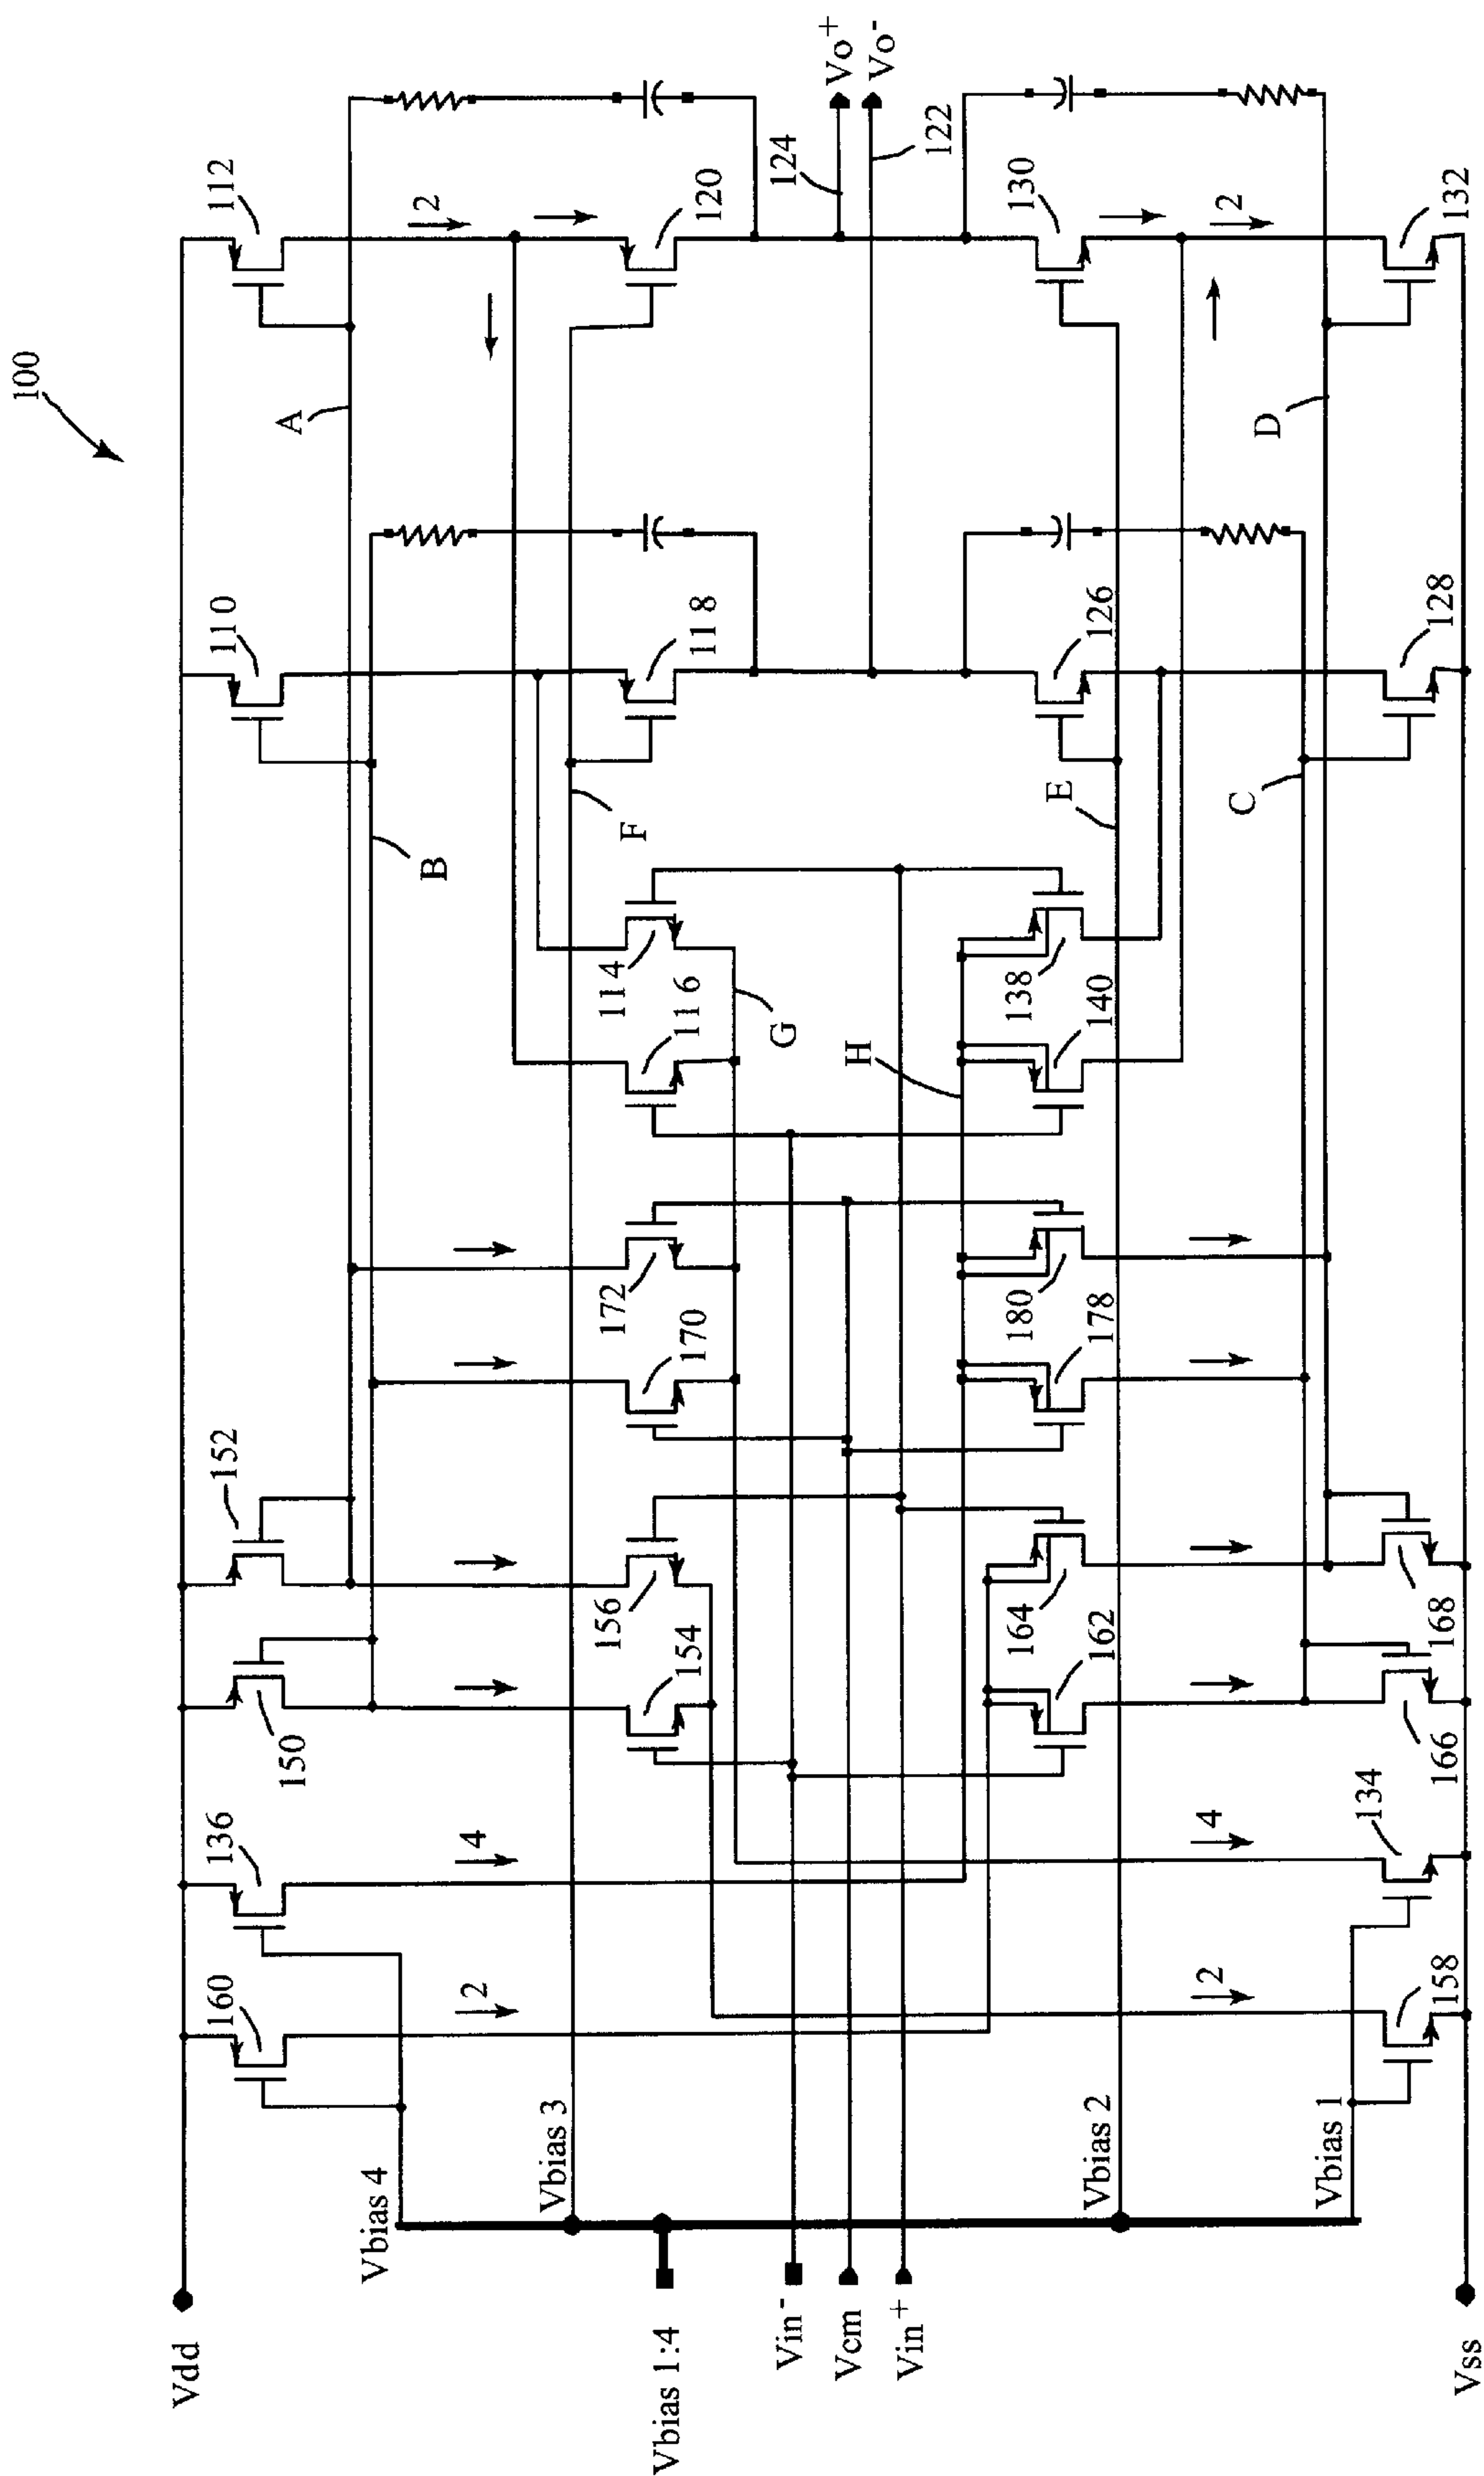 100
Vdd
Vbias 4
Vbias 3
Vbias 1:4
Vin-
Vcm
Vin+
Vbias 2
Vbias 1
Vss
160
136
150
152
110
112
2
4
2
A
B
F
154
156
170
172
116
114
118
120
G
H
124
Vo+
Vo-
122
162
164
178
180
140
138
E
126
130
2
4
2
C
D
158
134
166
168
128
132